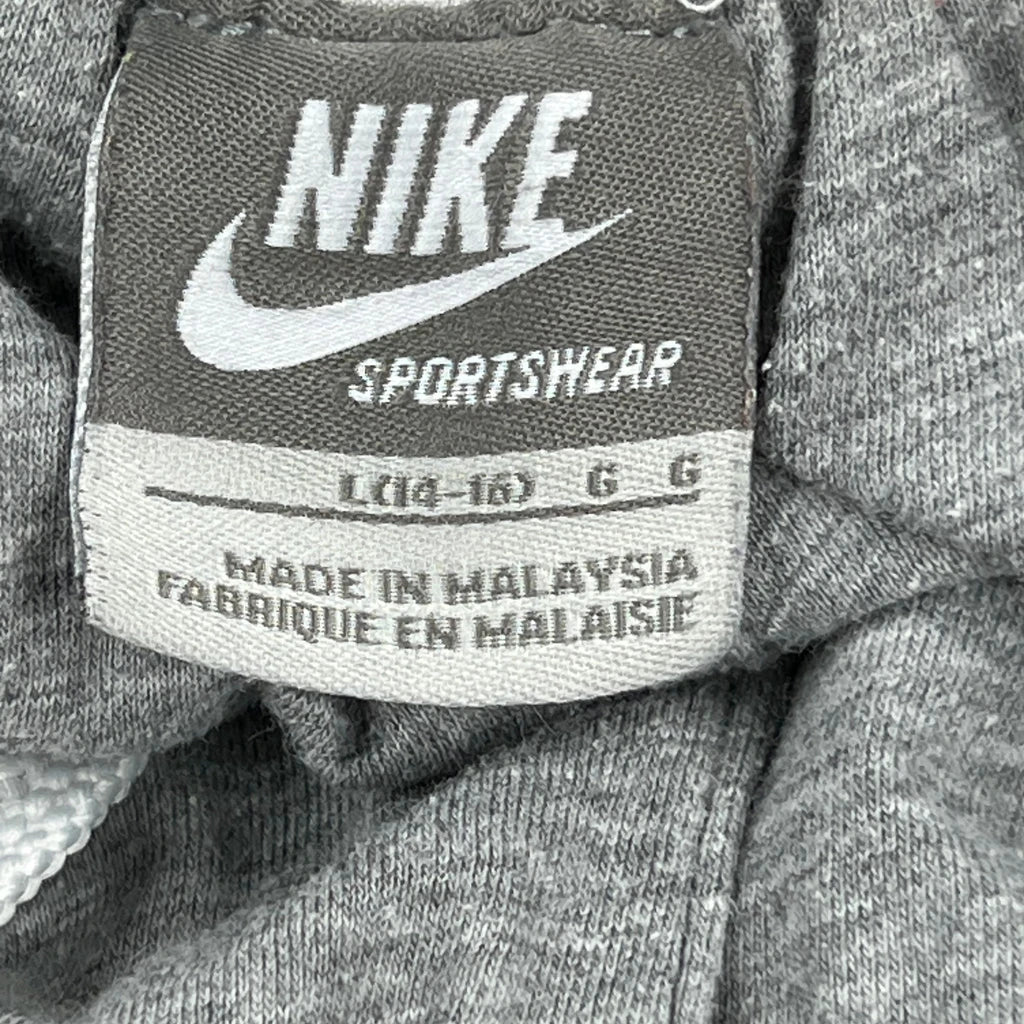 NIKE
SPORTSWEAR
L(14-16) G G
MADE IN MALAYSIA
FABRIQUE EN MALAISIE